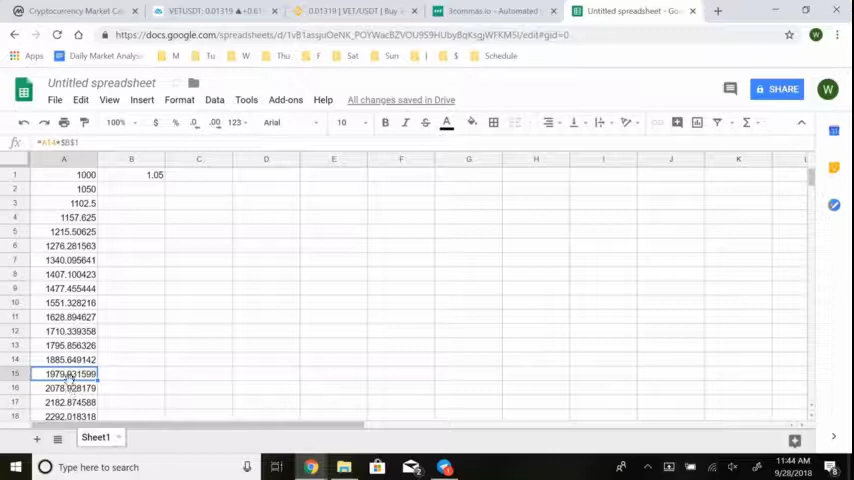 Cryptocurrency Market Ca
VETUSDT: 0.01319 ▲+0.61
0.01319 | VET/USDT | Buy
3commas.io - Automated
Untitled spreadsheet - Goo
https://docs.google.com/spreadsheets/d/
/edit#gid=0
Apps Daily Market Analys M Tu W Thu F Sat Sun | $ Schedule
Untitled spreadsheet
File Edit View Insert Format Data Tools Add-ons Help All changes saved in Drive
SHARE
W
100% $ % .0 .00 123 Arial 10 B I S A
fx =A14*$B$1
A B C D E F G H I J K L
1 1000 1.05
2 1050
3 1102.5
4 1157.625
5 1215.50625
6 1276.281563
7 1340.095641
8 1407.100423
9 1477.455444
10 1551.328216
11 1628.894627
12 1710.339358
13 1795.856326
14 1885.649142
15 1979.931599
16 2078.928179
17 2182.874588
18 2292.018318
Sheet1
Type here to search
11:44 AM
9/28/2018